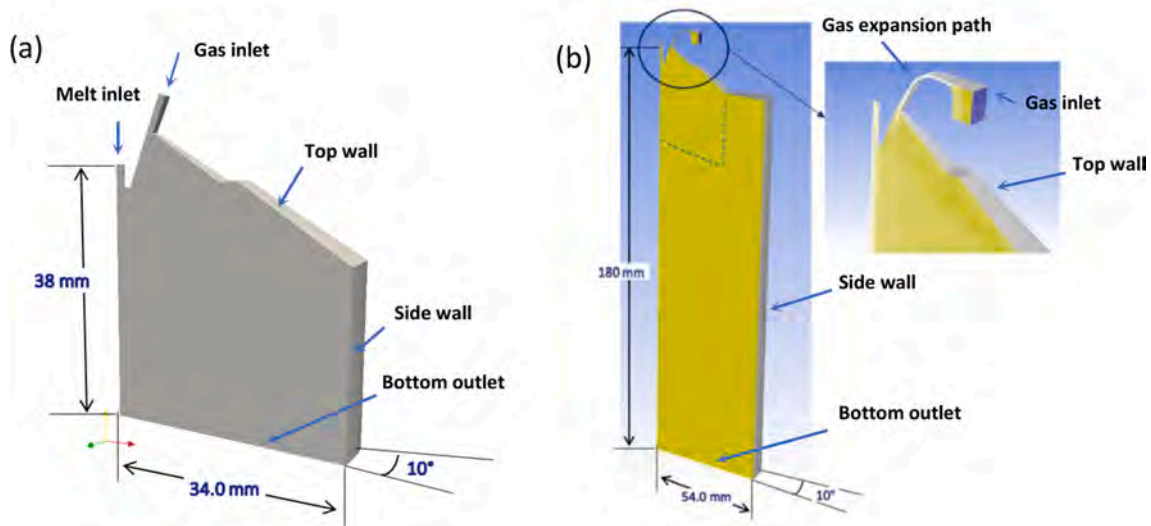 (a)
Gas inlet
Melt inlet
Top wall
38 mm
Side wall
Bottom outlet
10°
34.0 mm
(b)
Gas expansion path
Gas inlet
Top wall
180 mm
Side wall
Bottom outlet
54.0 mm
10°